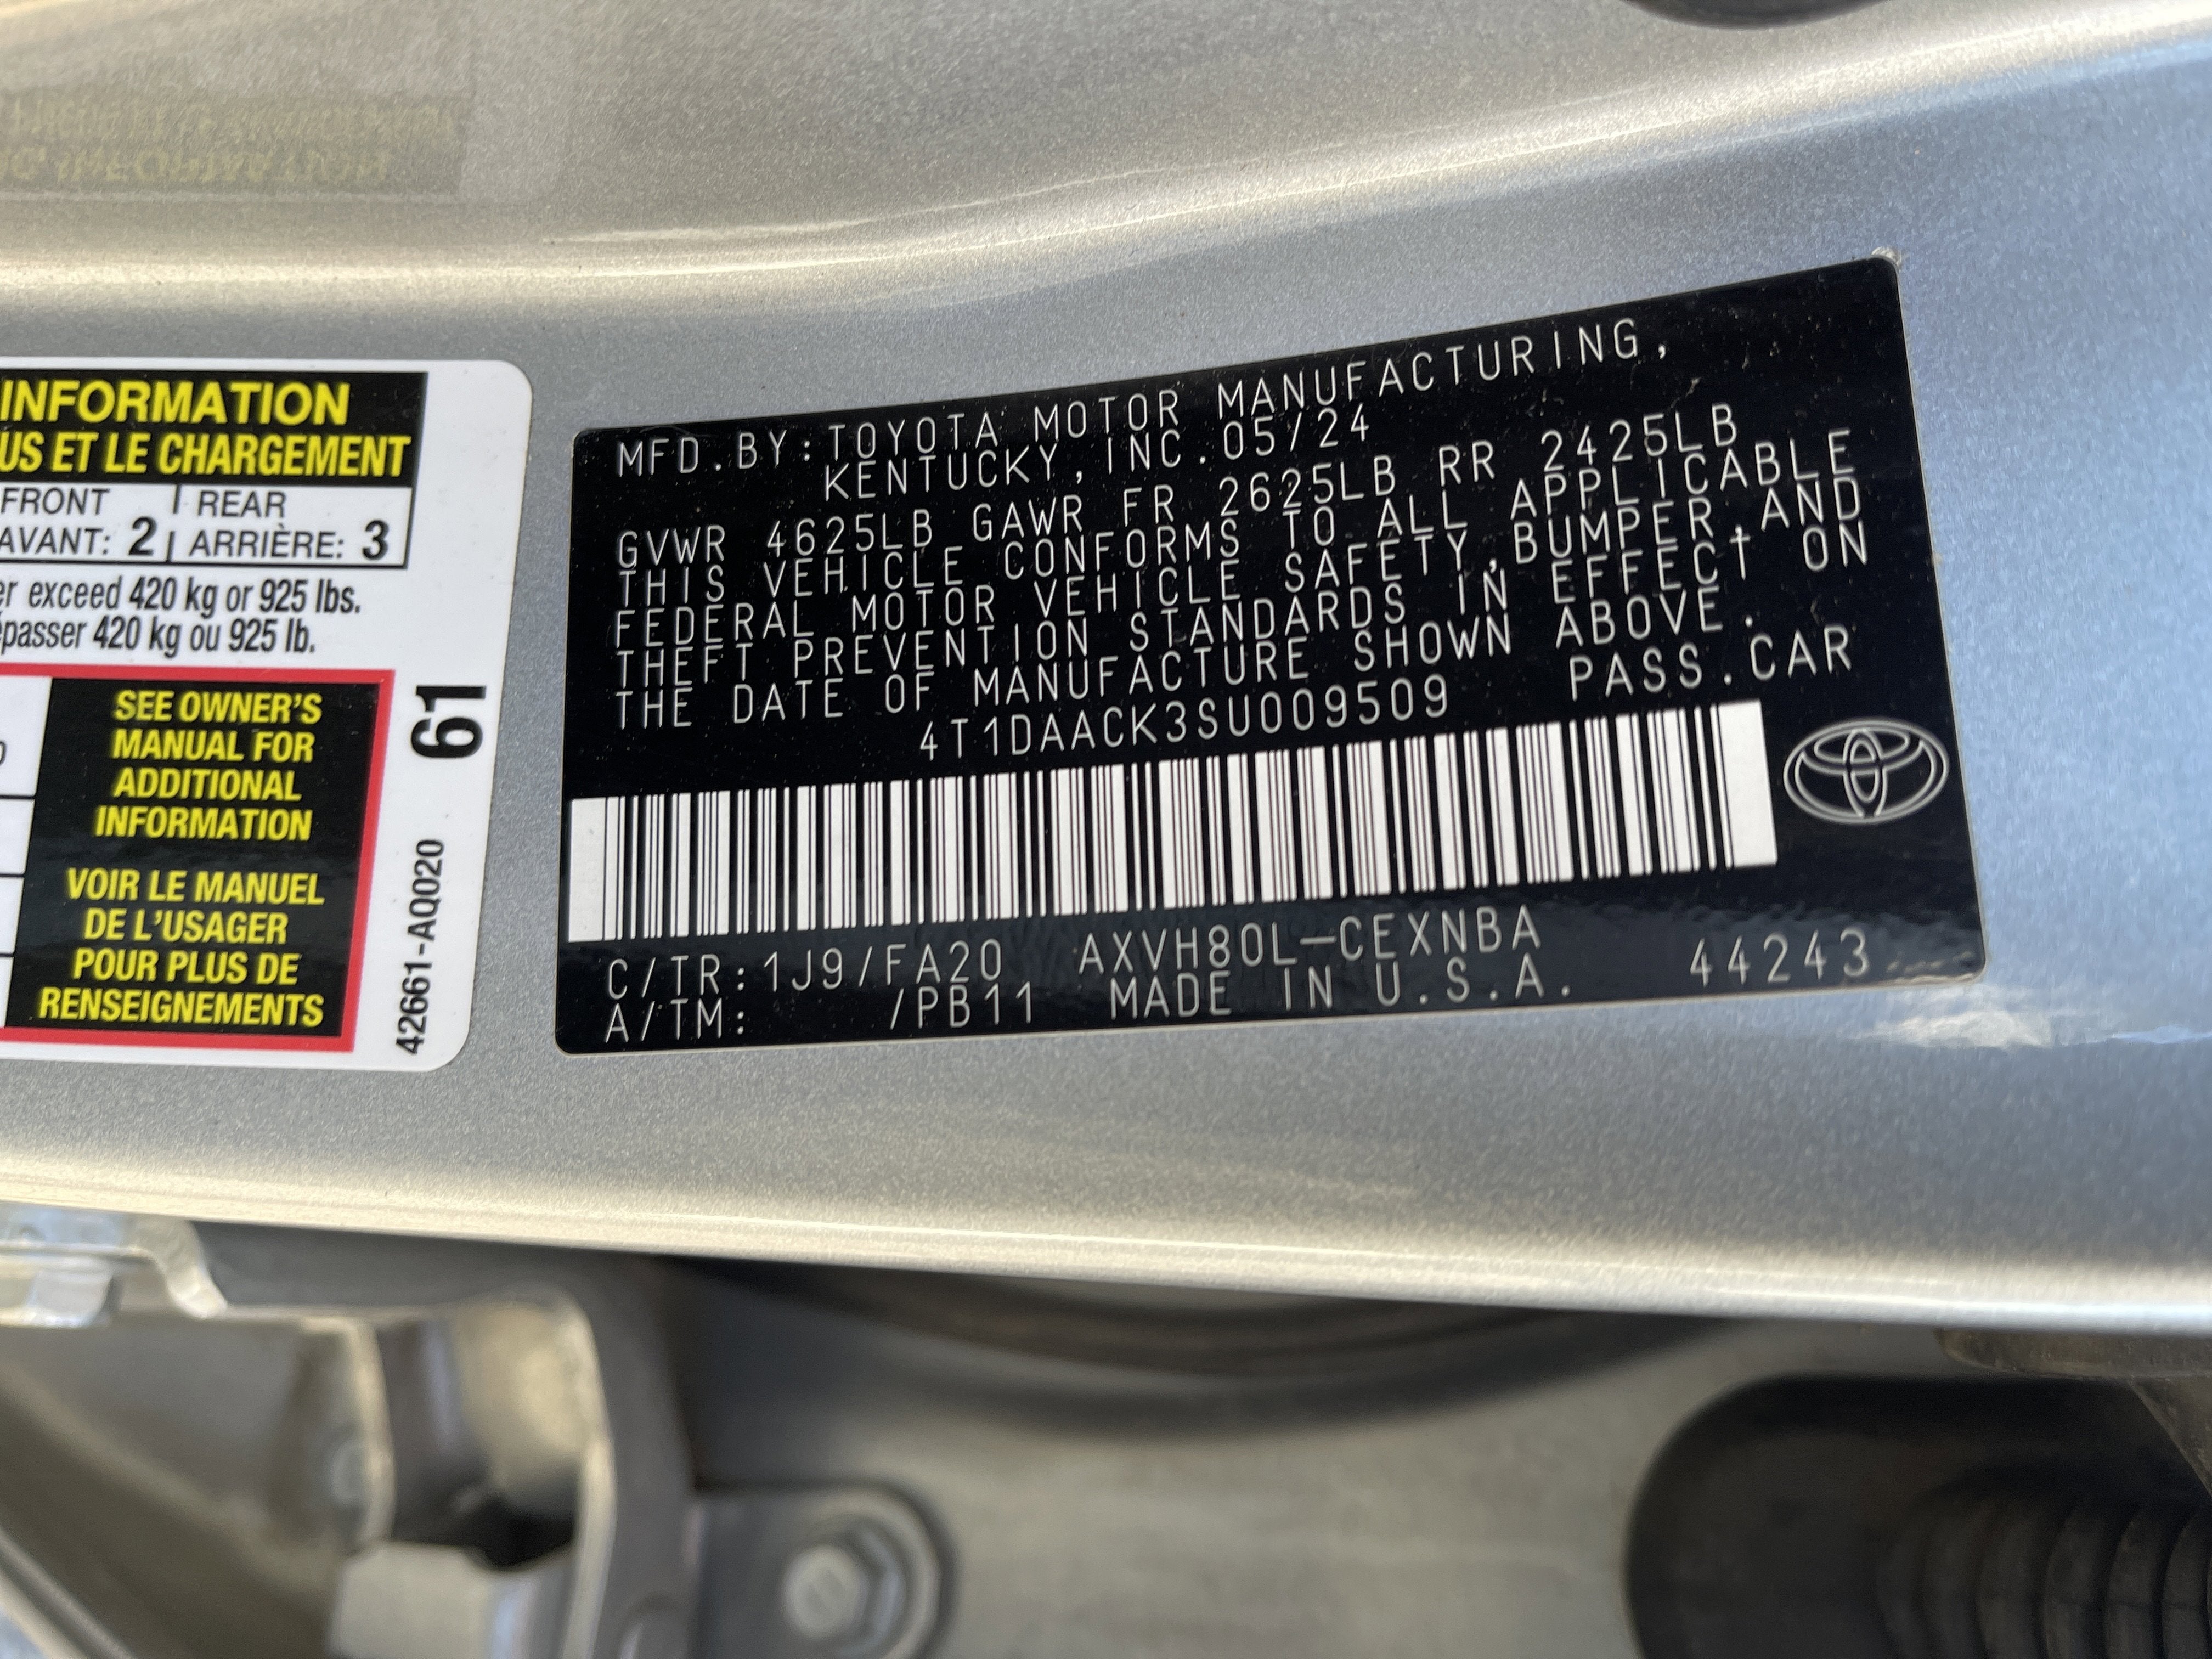 INFORMATION
US ET LE CHARGEMENT
FRONT REAR
AVANT: 2 ARRIÈRE: 3
er exceed 420 kg or 925 lbs.
épasser 420 kg ou 925 lb.
SEE OWNER'S
MANUAL FOR
ADDITIONAL
INFORMATION
VOIR LE MANUEL
DE L'USAGER
POUR PLUS DE
RENSEIGNEMENTS
61
42661-AQ020
MFD.BY:TOYOTA MOTOR MANUFACTURING,
KENTUCKY,INC.05/24
GVWR 4625LB GAWR FR 2625LB RR 2425LB
THIS VEHICLE CONFORMS TO ALL APPLICABLE
FEDERAL MOTOR VEHICLE SAFETY,BUMPER,AND
THEFT PREVENTION STANDARDS IN EFFECT ON
THE DATE OF MANUFACTURE SHOWN ABOVE.
4T1DAACK3SU009509 PASS.CAR
C/TR:1J9/FA20 AXVH80L-CEXNBA
A/TM: /PB11 MADE IN U.S.A. 44243